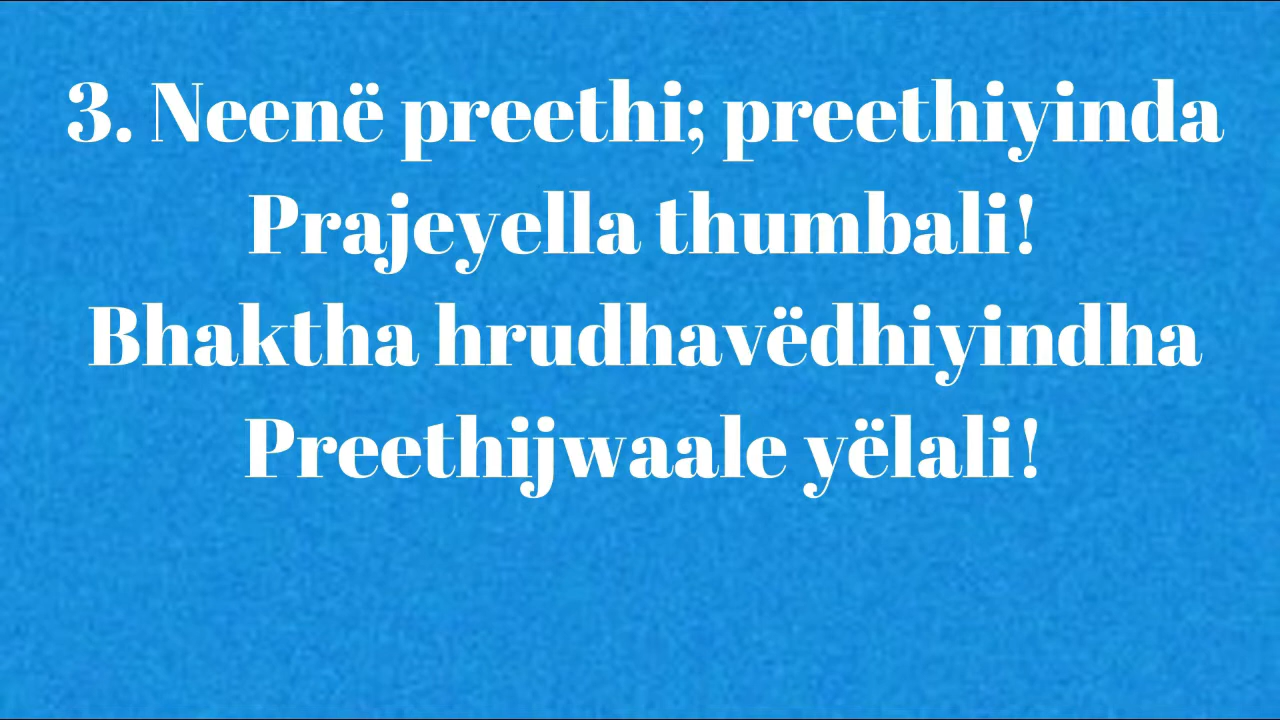 3. Neenë preethi; preethiyinda
Prajeyella thumbali!
Bhaktha hrudhavëdhiyindha
Preethijwaale yëlali!